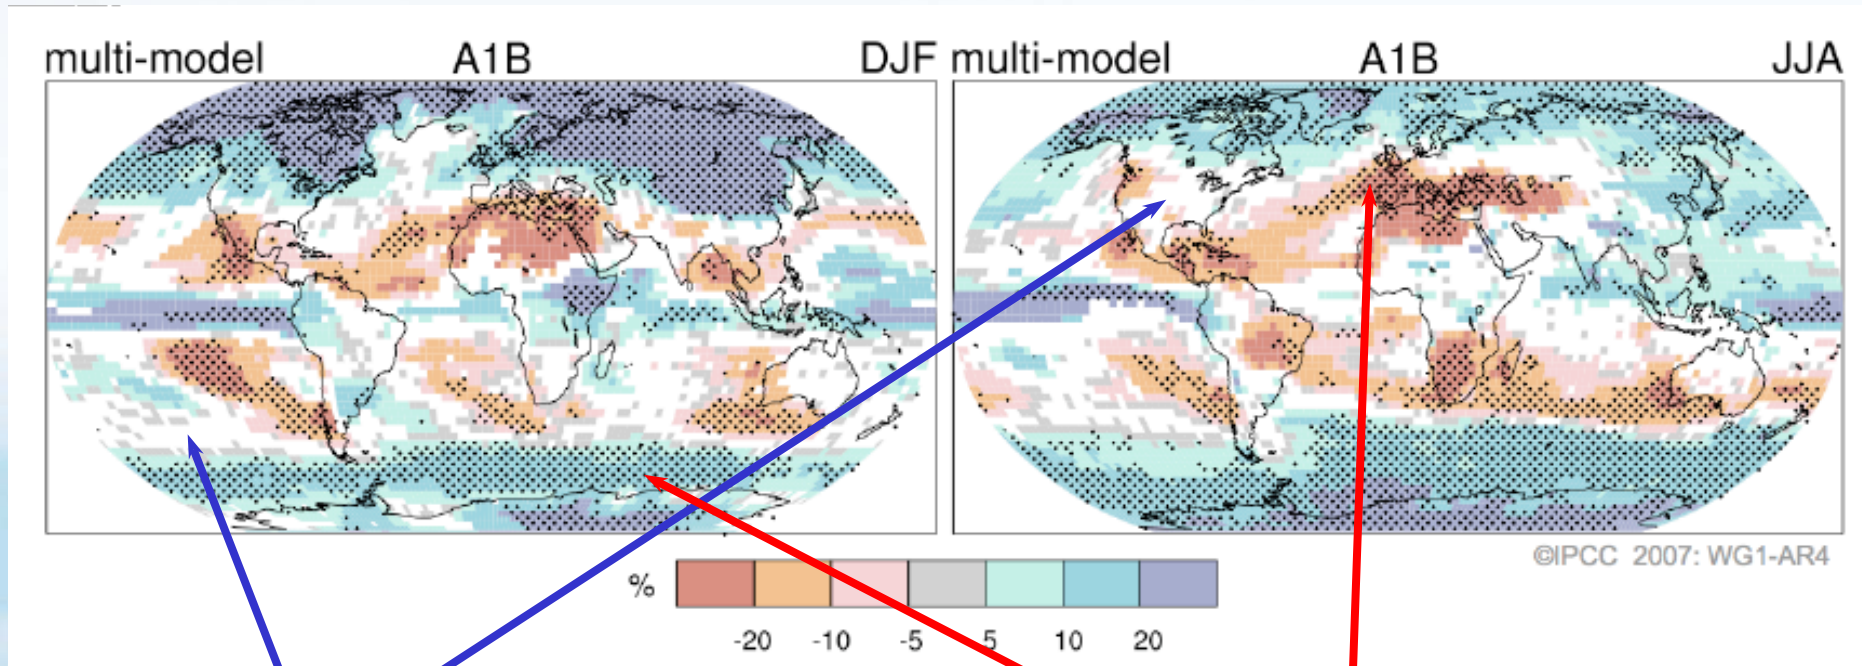 multi-model A1B DJF
multi-model A1B JJA
©IPCC 2007: WG1-AR4
%
-20 -10 -5 5 10 20